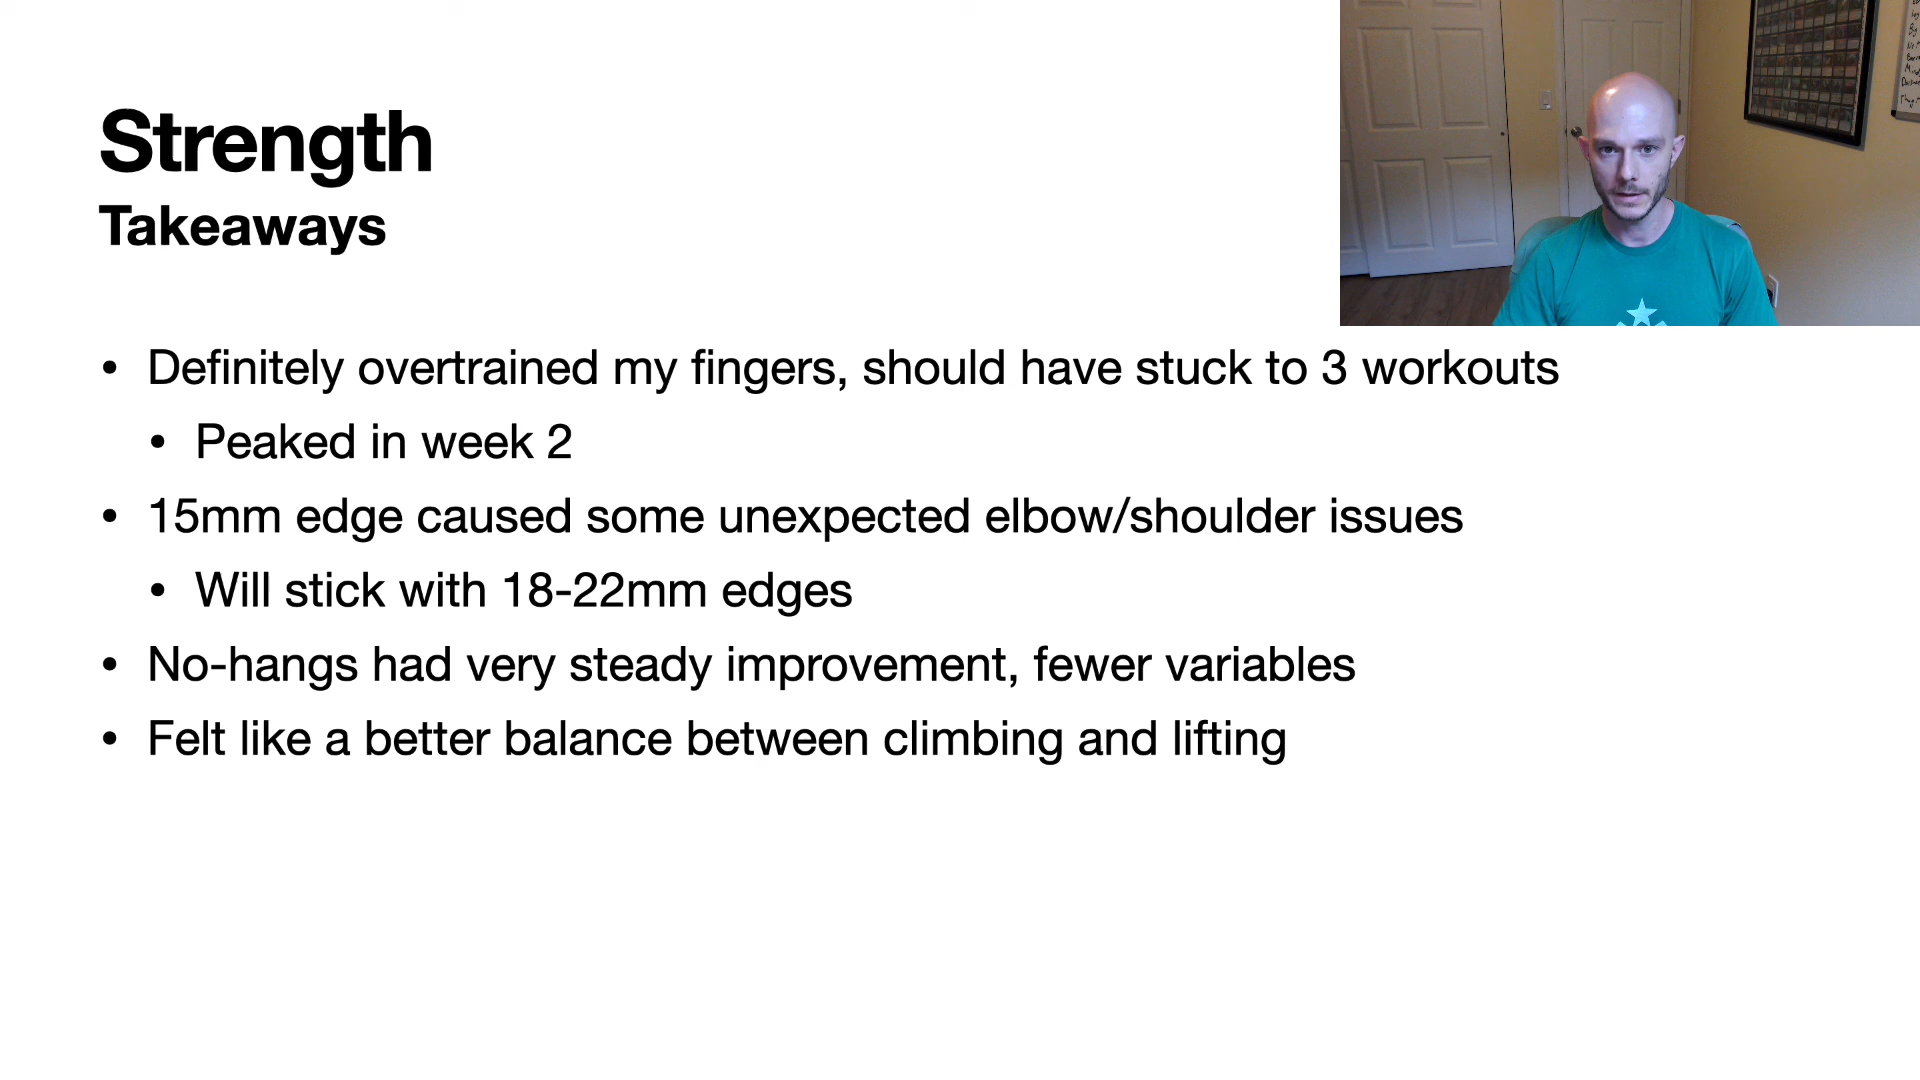 Strength
Takeaways
• Definitely overtrained my fingers, should have stuck to 3 workouts
• Peaked in week 2
• 15mm edge caused some unexpected elbow/shoulder issues
• Will stick with 18-22mm edges
• No-hangs had very steady improvement, fewer variables
• Felt like a better balance between climbing and lifting